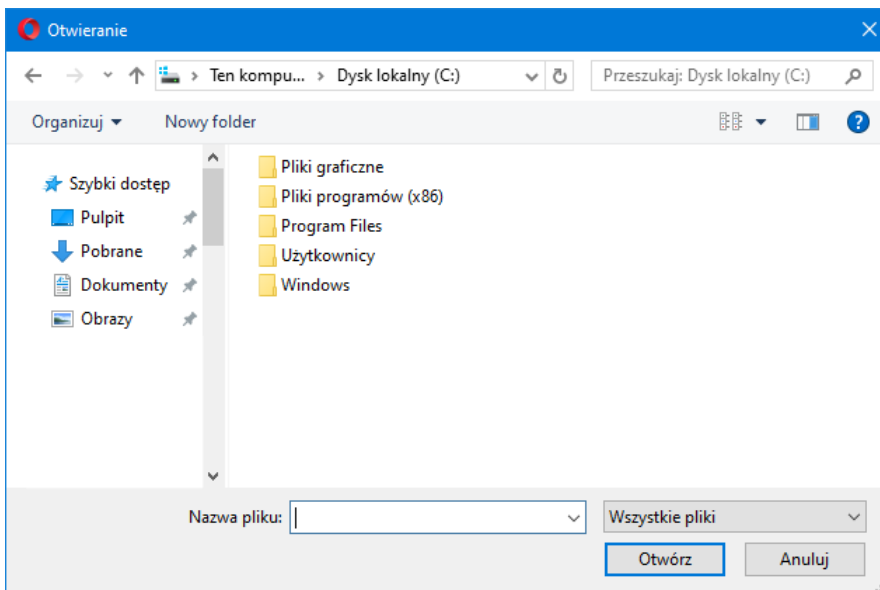 Otwieranie
Ten kompu... > Dysk lokalny (C:) Przeszukaj: Dysk lokalny (C:)
Organizuj Nowy folder ?
Szybki dostęp
Pulpit
Pobrane
Dokumenty
Obrazy
Pliki graficzne
Pliki programów (x86)
Program Files
Użytkownicy
Windows
Nazwa pliku: Wszystkie pliki
Otwórz Anuluj